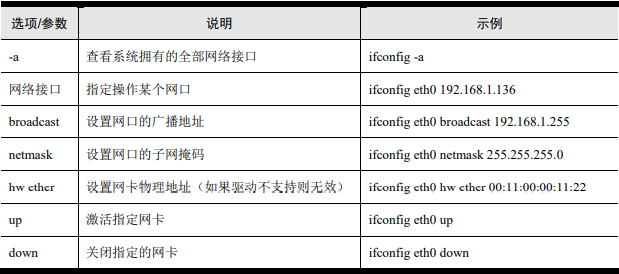 选项/参数 说明 示例
-a 查看系统拥有的全部网络接口 ifconfig -a
网络接口 指定操作某个网口 ifconfig eth0 192.168.1.136
broadcast 设置网口的广播地址 ifconfig eth0 broadcast 192.168.1.255
netmask 设置网口的子网掩码 ifconfig eth0 netmask 255.255.255.0
hw ether 设置网卡物理地址（如果驱动不支持则无效） ifconfig eth0 hw ether 00:11:00:00:11:22
up 激活指定网卡 ifconfig eth0 up
down 关闭指定的网卡 ifconfig eth0 down